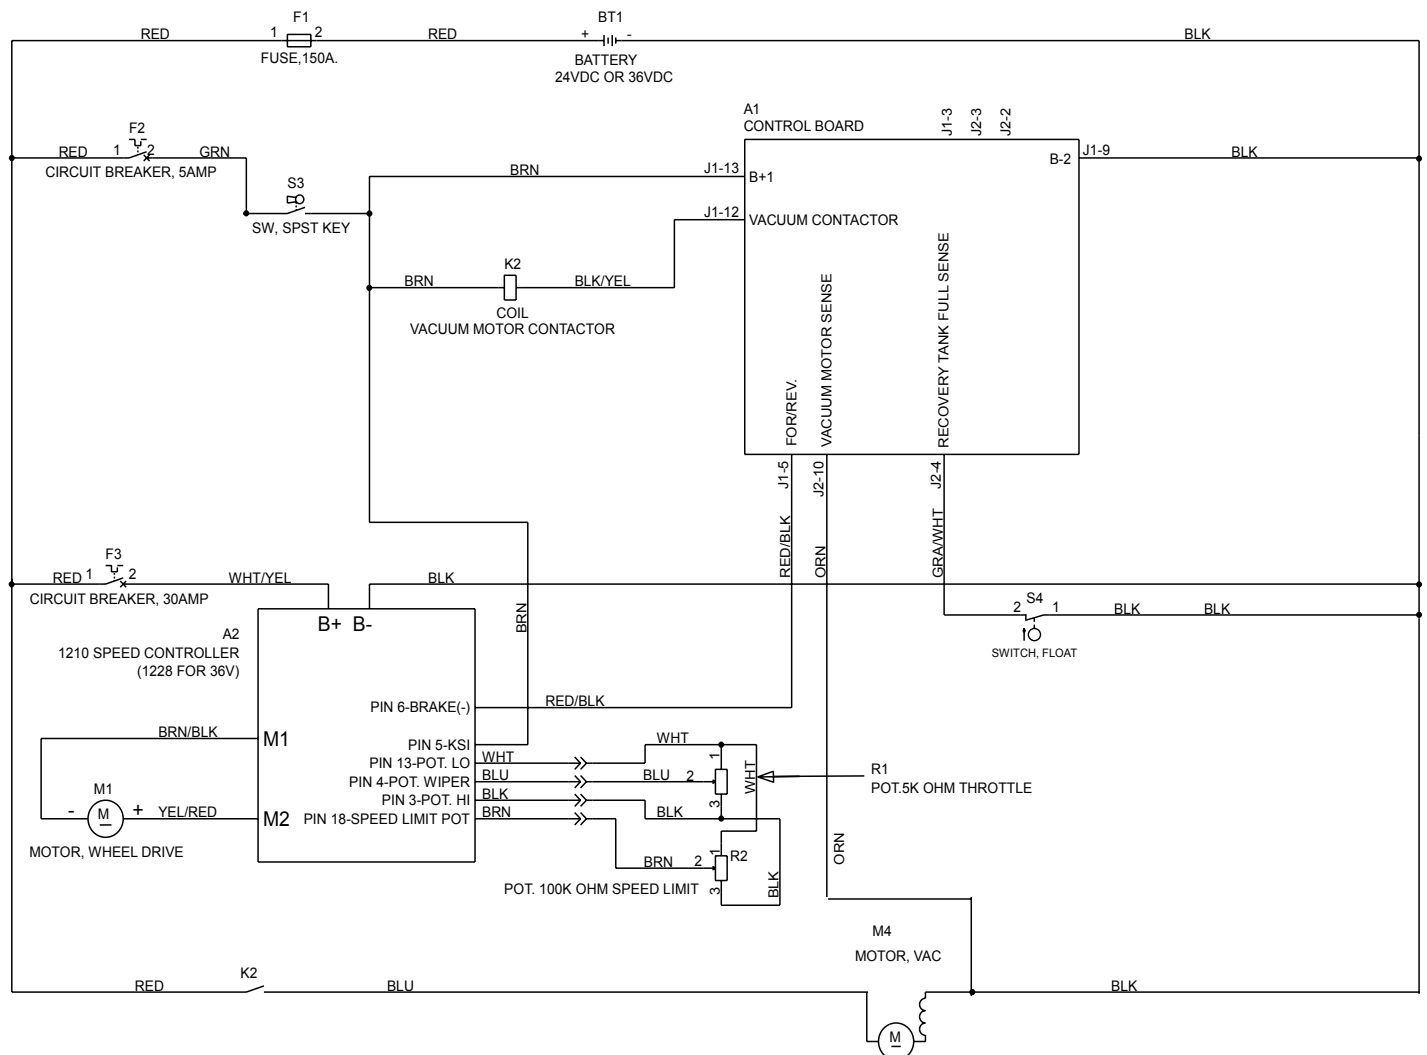 F1
BT1
RED
1
2
RED
+
-
BLK
FUSE,150A.
BATTERY
24VDC OR 36VDC
A1
CONTROL BOARD
J1-3
J2-3
J2-2
F2
RED
1
2
GRN
CIRCUIT BREAKER, 5AMP
B-2
J1-9
BLK
S3
SW, SPST KEY
BRN
J1-13
B+1
J1-12
VACUUM CONTACTOR
K2
BRN
BLK/YEL
COIL
VACUUM MOTOR CONTACTOR
FOR/REV.
VACUUM MOTOR SENSE
RECOVERY TANK FULL SENSE
J1-5
J2-10
J2-4
RED/BLK
ORN
GRA/WHT
F3
RED
1
2
WHT/YEL
BLK
CIRCUIT BREAKER, 30AMP
BRN
B+
B-
A2
1210 SPEED CONTROLLER
(1228 FOR 36V)
S4
2
1
BLK
BLK
SWITCH, FLOAT
PIN 6-BRAKE(-)
RED/BLK
BRN/BLK
M1
PIN 5-KSI
PIN 13-POT. LO
WHT
WHT
1
WHT
PIN 4-POT. WIPER
BLU
BLU
2
R1
POT.5K OHM THROTTLE
PIN 3-POT. HI
BLK
BLK
3
M1
-
M
+
YEL/RED
M2
PIN 18-SPEED LIMIT POT
BRN
MOTOR, WHEEL DRIVE
BRN
2
1
R2
3
BLK
POT. 100K OHM SPEED LIMIT
ORN
M4
MOTOR, VAC
K2
RED
BLU
BLK
M